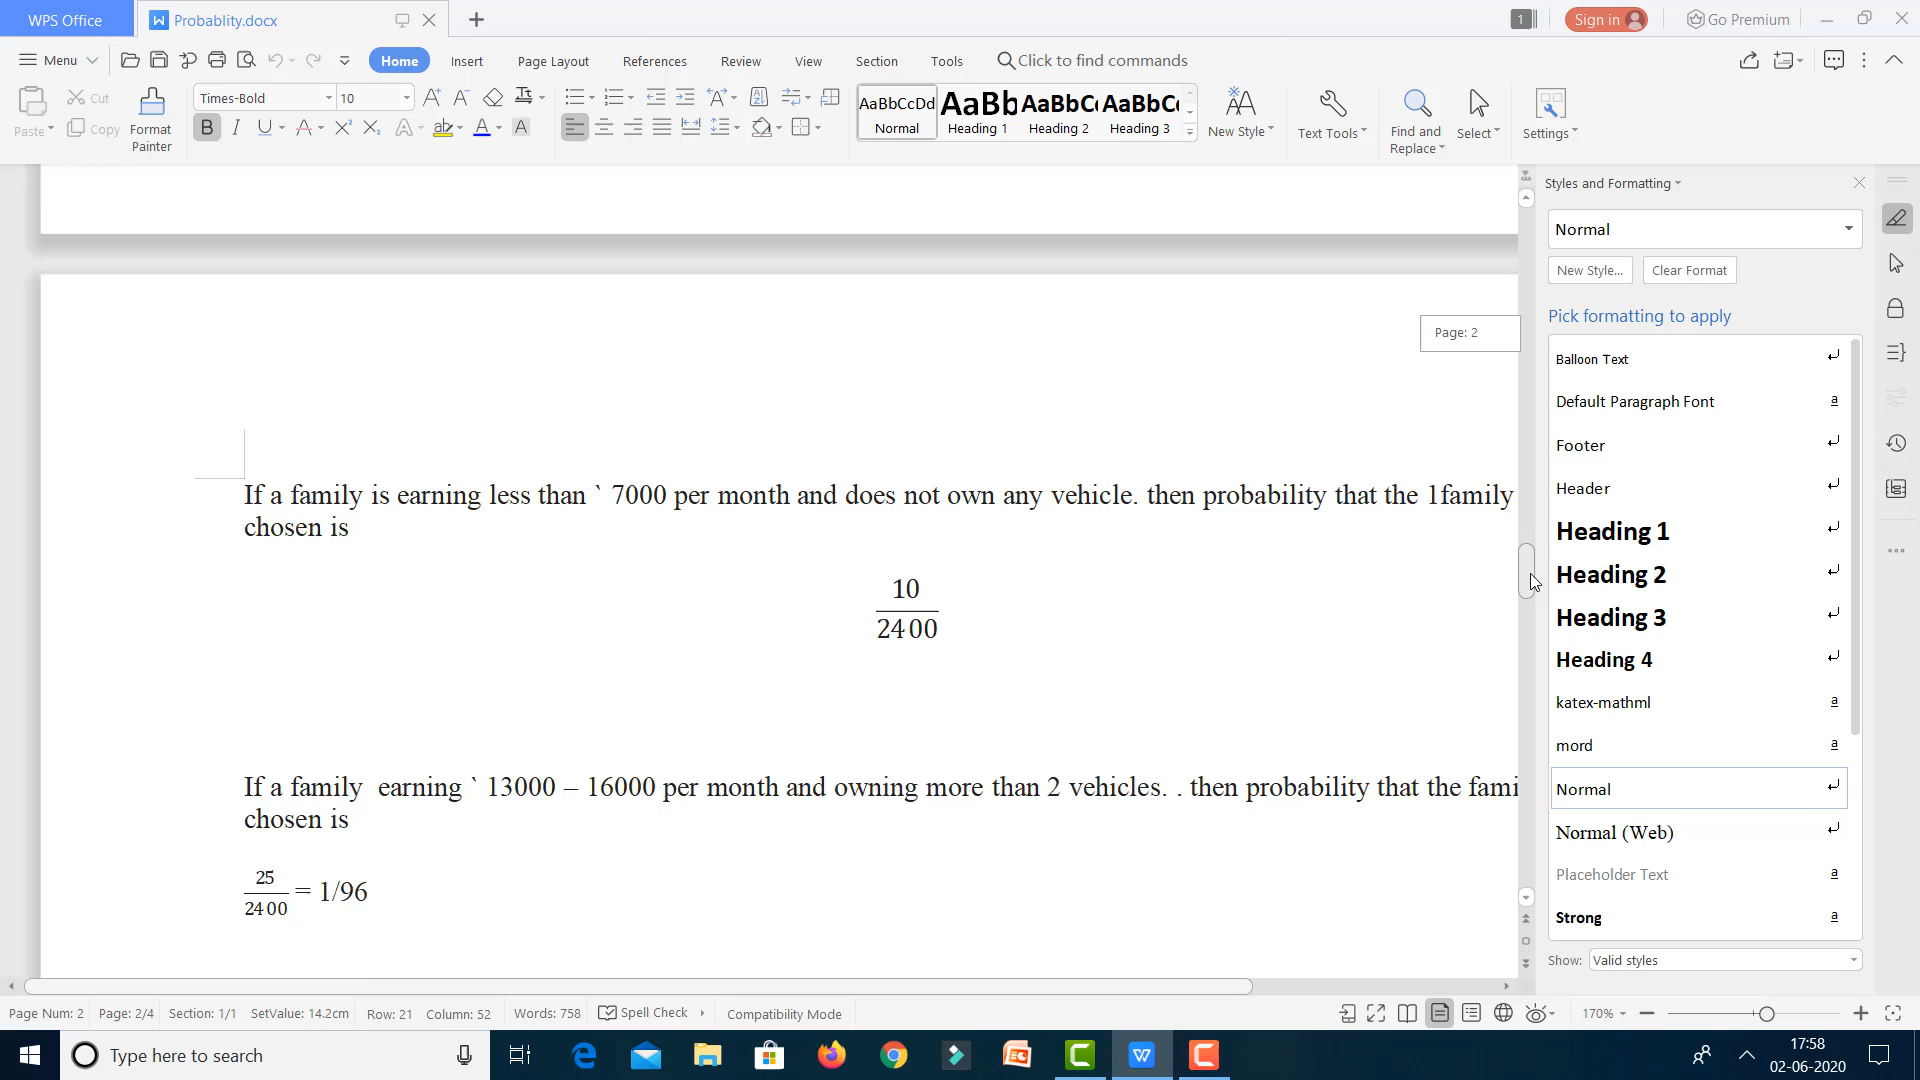 WPS Office
Probablity.docx
1
Sign in
Go Premium
Menu
Home
Insert
Page Layout
References
Review
View
Section
Tools
Click to find commands
Paste
Cut
Copy
Format
Painter
Times-Bold
10
AaBbCcDd
Normal
AaBb
Heading 1
AaBbC
Heading 2
AaBbC
Heading 3
New Style
Text Tools
Find and
Replace
Select
Settings
Styles and Formatting
Normal
New Style...
Clear Format
Pick formatting to apply
Balloon Text
Default Paragraph Font
Footer
Header
Heading 1
Heading 2
Heading 3
Heading 4
katex-mathml
mord
Normal
Normal (Web)
Placeholder Text
Strong
Show: Valid styles
Page: 2
If a family is earning less than ` 7000 per month and does not own any vehicle. then probability that the 1family
chosen is
10
2400
If a family earning ` 13000 – 16000 per month and owning more than 2 vehicles. . then probability that the fami
chosen is
25
2400
= 1/96
Page Num: 2
Page: 2/4
Section: 1/1
SetValue: 14.2cm
Row: 21
Column: 52
Words: 758
Spell Check
Compatibility Mode
170%
Type here to search
17:58
02-06-2020